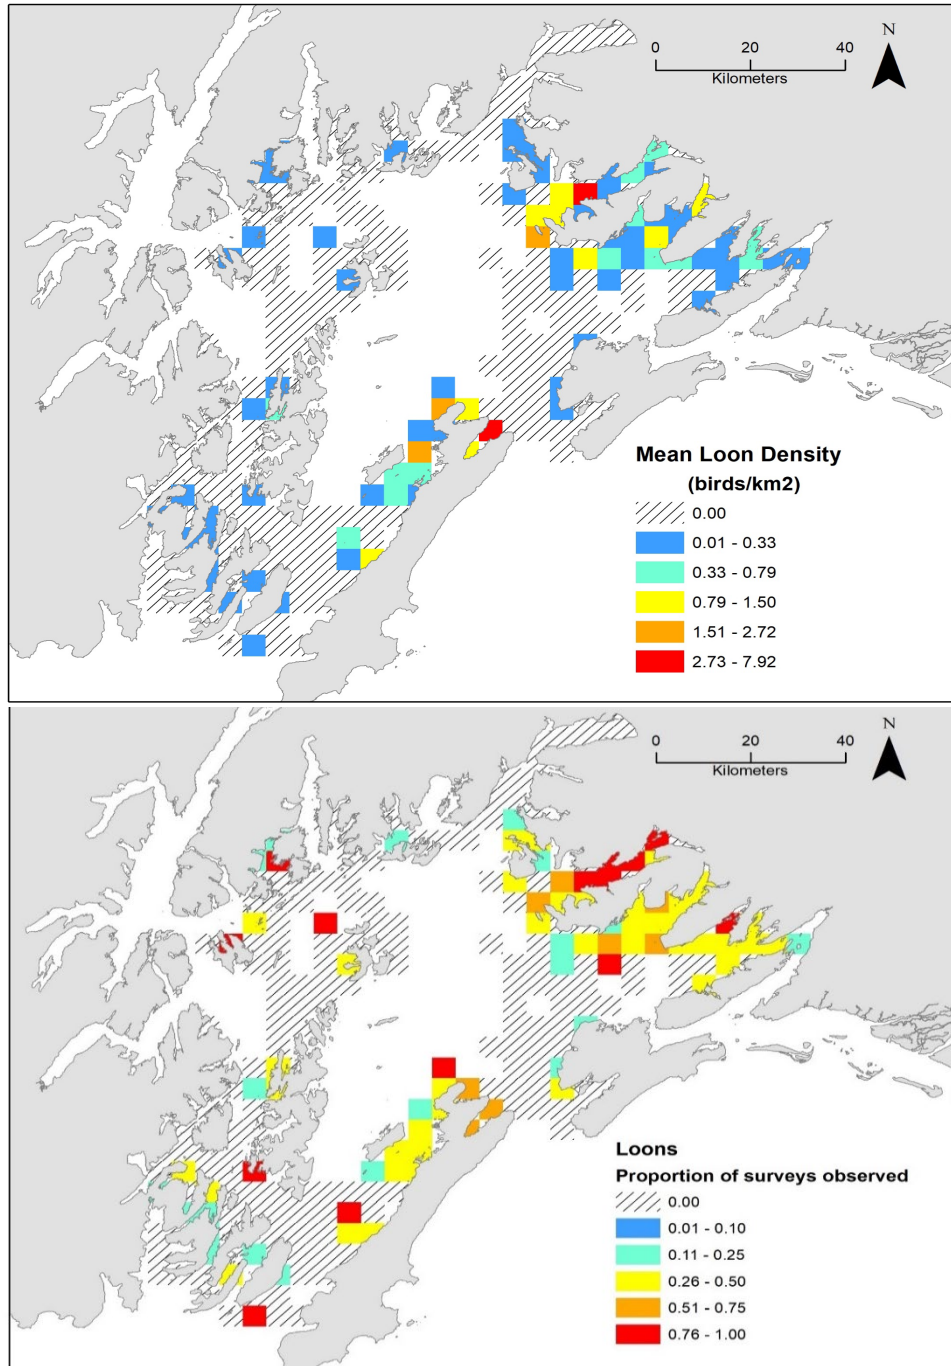 N
0 40
Kilometers
Mean Loon Density
(birds/km2)
0.00
0.01 - 0.33
0.33 - 0.79
0.79 - 1.50
1.51 - 2.72
2.73 - 7.92
N
0 20 40
Kilometers
Loons
Proportion of surveys observed
0.00
0.01 - 0.10
0.11 - 0.25
0.26 - 0.50
0.51 - 0.75
0.76 - 1.00